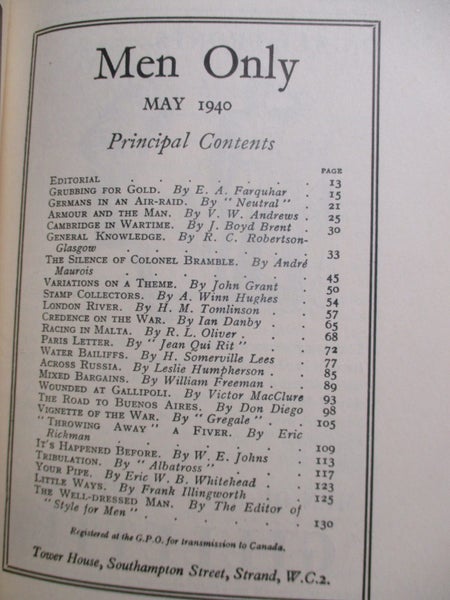 Men Only
MAY 1940
Principal Contents
PAGE
EDITORIAL . . . . . . 13
GRUBBING FOR GOLD. By E. A. Farquhar . 15
GERMANS IN AN AIR-RAID. By "Neutral" . 21
ARMOUR AND THE MAN. By V. W. Andrews . 25
CAMBRIDGE IN WARTIME. By J. Boyd Brent . 30
GENERAL KNOWLEDGE. By R. C. Robertson-
Glasgow . . . . . . 33
THE SILENCE OF COLONEL BRAMBLE. By André
Maurois . . . . . . 45
VARIATIONS ON A THEME. By John Grant . 50
STAMP COLLECTORS. By A. Winn Hughes . 54
LONDON RIVER. By H. M. Tomlinson . . 57
CREDENCE ON THE WAR. By Ian Danby . 65
RACING IN MALTA. By R. L. Oliver . . 68
PARIS LETTER. By "Jean Qui Rit" . . 72
WATER BAILIFFS. By H. Somerville Lees . 77
ACROSS RUSSIA. By Leslie Humpherson . 85
MIXED BARGAINS. By William Freeman . 89
WOUNDED AT GALLIPOLI. By Victor MacClure 93
THE ROAD TO BUENOS AIRES. By Don Diego . 98
VIGNETTE OF THE WAR. By "Gregale" . . 105
"THROWING AWAY" A FIVER. By Eric
Rickman . . . . . . 109
IT'S HAPPENED BEFORE. By W. E. Johns . 113
TRIBULATION. By "Albatross" . . . 117
YOUR PIPE. By Eric W. B. Whitehead . . 123
LITTLE WAYS. By Frank Illingworth . . 125
THE WELL-DRESSED MAN. By The Editor of
"Style for Men" . . . . . 130
Registered at the G.P.O. for transmission to Canada.
Tower House, Southampton Street, Strand, W.C.2.